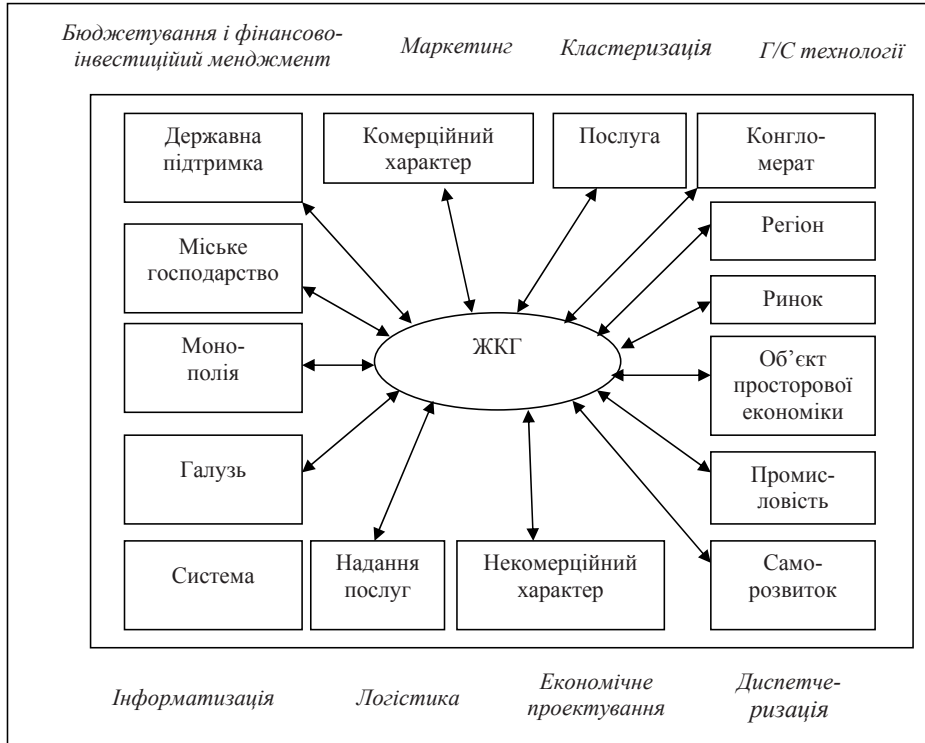 Бюджетування і фінансово-
інвестиційий менджмент
Маркетинг
Кластеризація
Г/С технології
Державна
підтримка
Комерційний
характер
Послуга
Конгло-
мерат
Міське
господарство
Регіон
Ринок
Моно-
полія
ЖКГ
Об’єкт
просторової
економіки
Галузь
Промис-
ловість
Система
Надання
послуг
Некомерційний
характер
Само-
розвиток
Інформатизація
Логістика
Економічне
проектування
Диспетче-
ризація